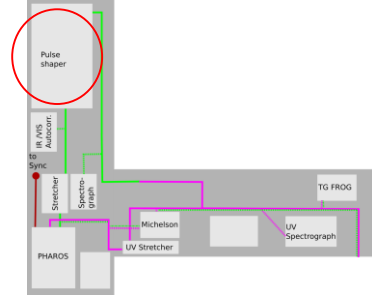 Pulse
shaper
IR /VIS
Autocorr.
to
Sync
Stretcher
Spectro-
graph
TG FROG
Michelson
UV
Spectrograph
UV Stretcher
PHAROS